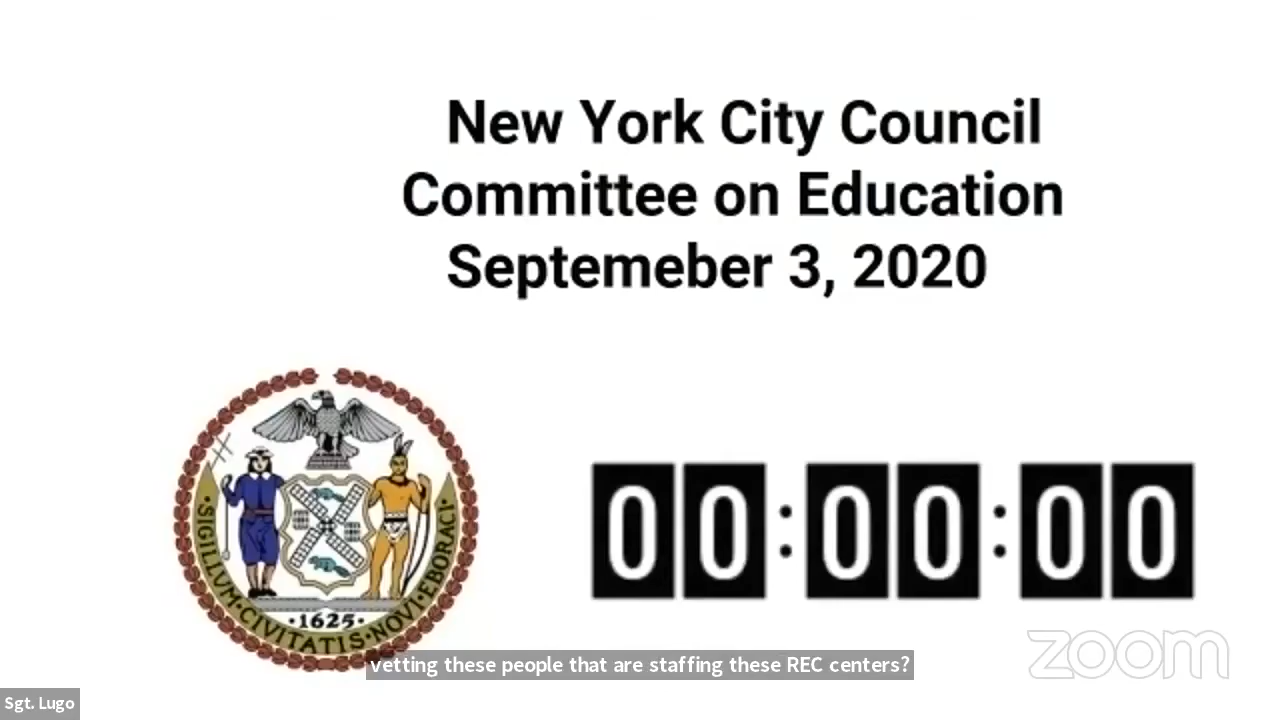 New York City Council
Committee on Education
Septemeber 3, 2020
00:00:00
SIGILLUM·CIVITATIS·NOVI·EBORACI
·1625·
zoom
vetting these people that are staffing these REC centers?
Sgt. Lugo